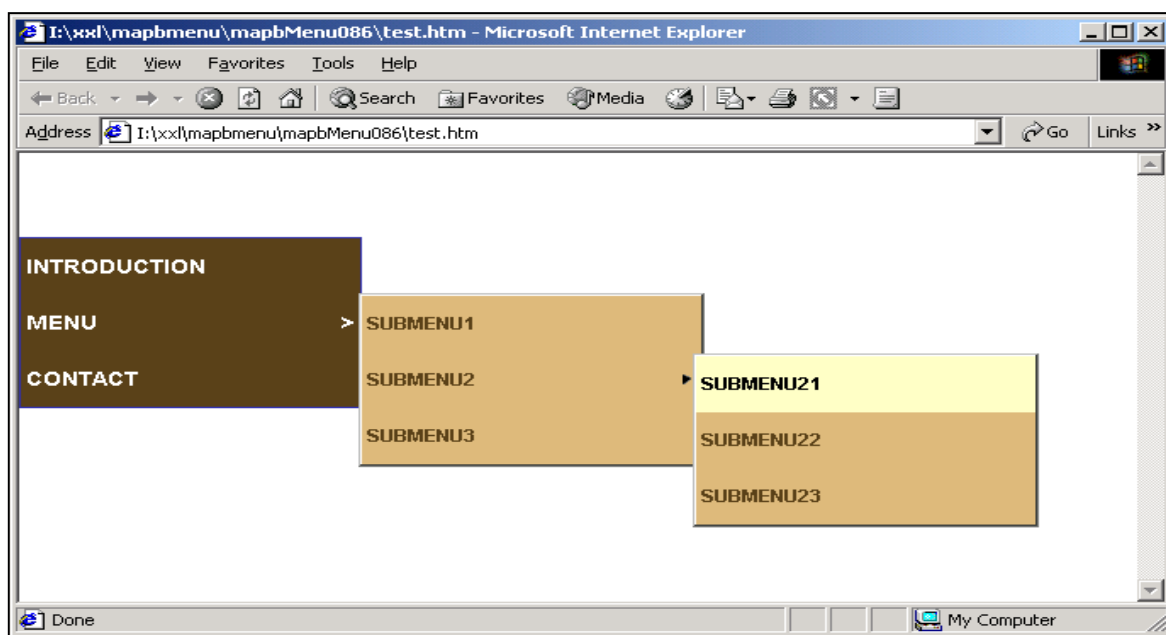 I:\xxl\mapbmenu\mapbMenu086\test.htm - Microsoft Internet Explorer
File Edit View Favorites Tools Help
Back Search Favorites Media
Address I:\xxl\mapbmenu\mapbMenu086\test.htm Go Links »
INTRODUCTION
MENU > SUBMENU1
CONTACT SUBMENU2 SUBMENU21
SUBMENU3 SUBMENU22
SUBMENU23
Done My Computer